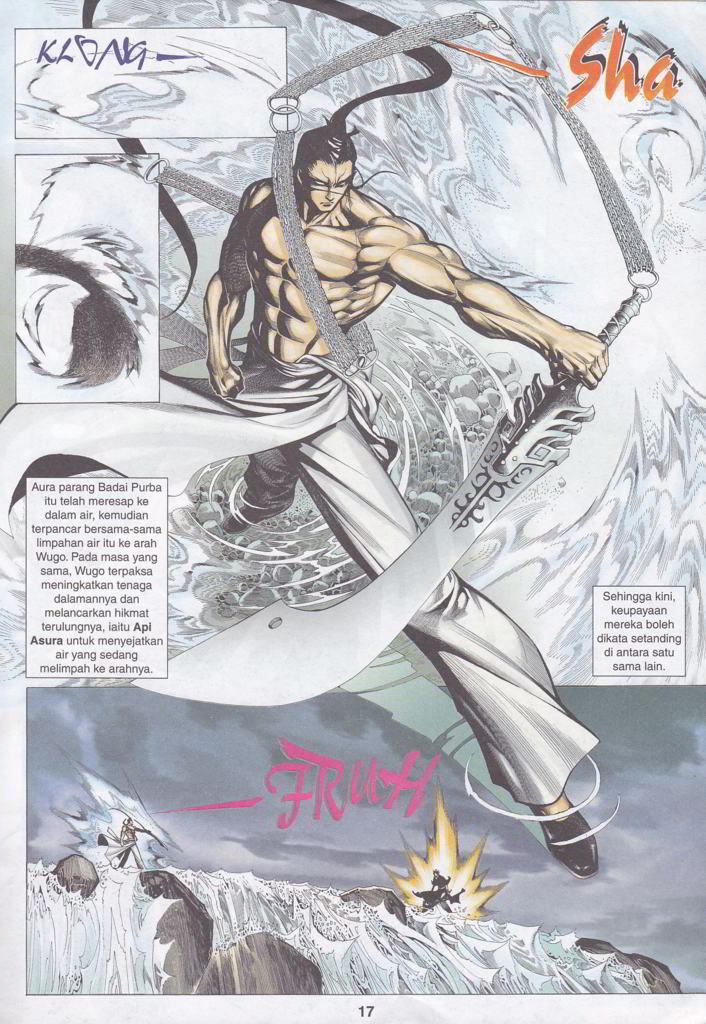 KLONG
Sha
Aura parang Badai Purba
itu telah meresap ke
dalam air, kemudian
terpancar bersama-sama
limpahan air itu ke arah
Wugo. Pada masa yang
sama, Wugo terpaksa
meningkatkan tenaga
dalamannya dan
melancarkan hikmat
terulungnya, iaitu Api
Asura untuk menyejatkan
air yang sedang
melimpah ke arahnya.
Sehingga kini,
keupayaan
mereka boleh
dikata setanding
di antara satu
sama lain.
FRUH
17